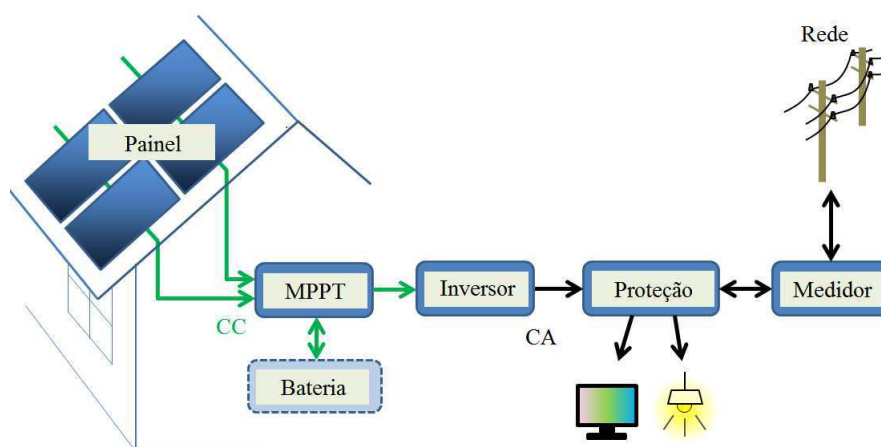 Rede
Painel
MPPT
Inversor
Proteção
Medidor
CC
CA
Bateria